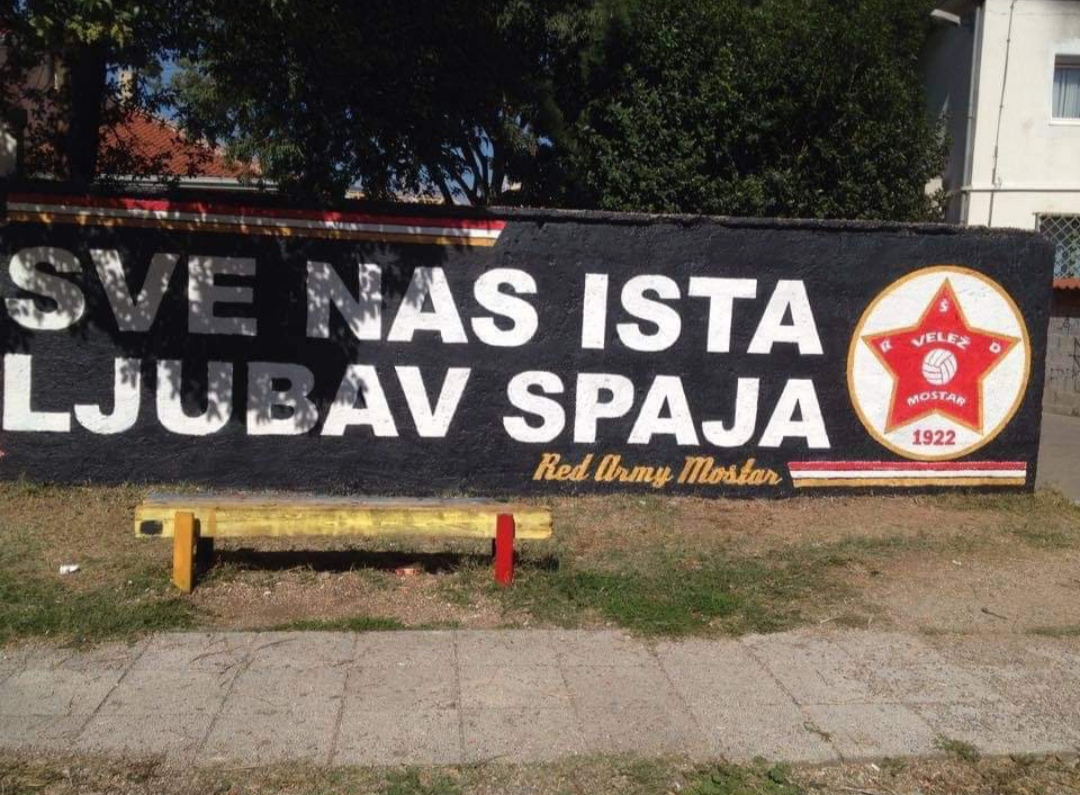 SVE NAS ISTA
LJUBAV SPAJA
Red Army Mostar
R Š D
VELEŽ
MOSTAR
1922